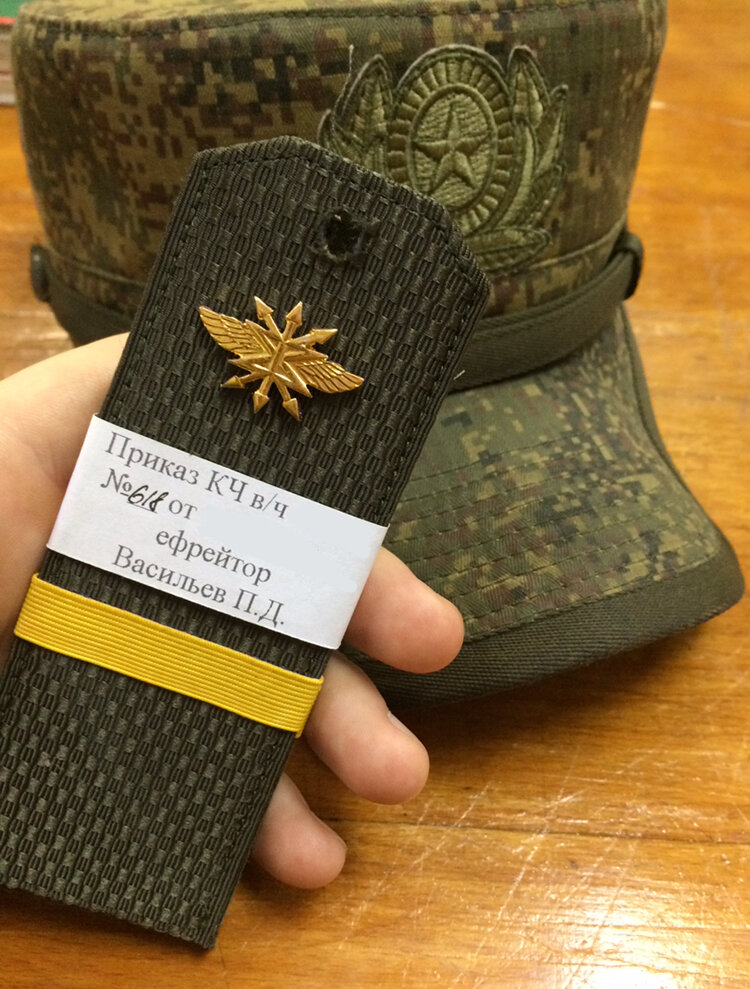 Приказ КЧ в/ч
№618 от
ефрейтор
Васильев П.Д.